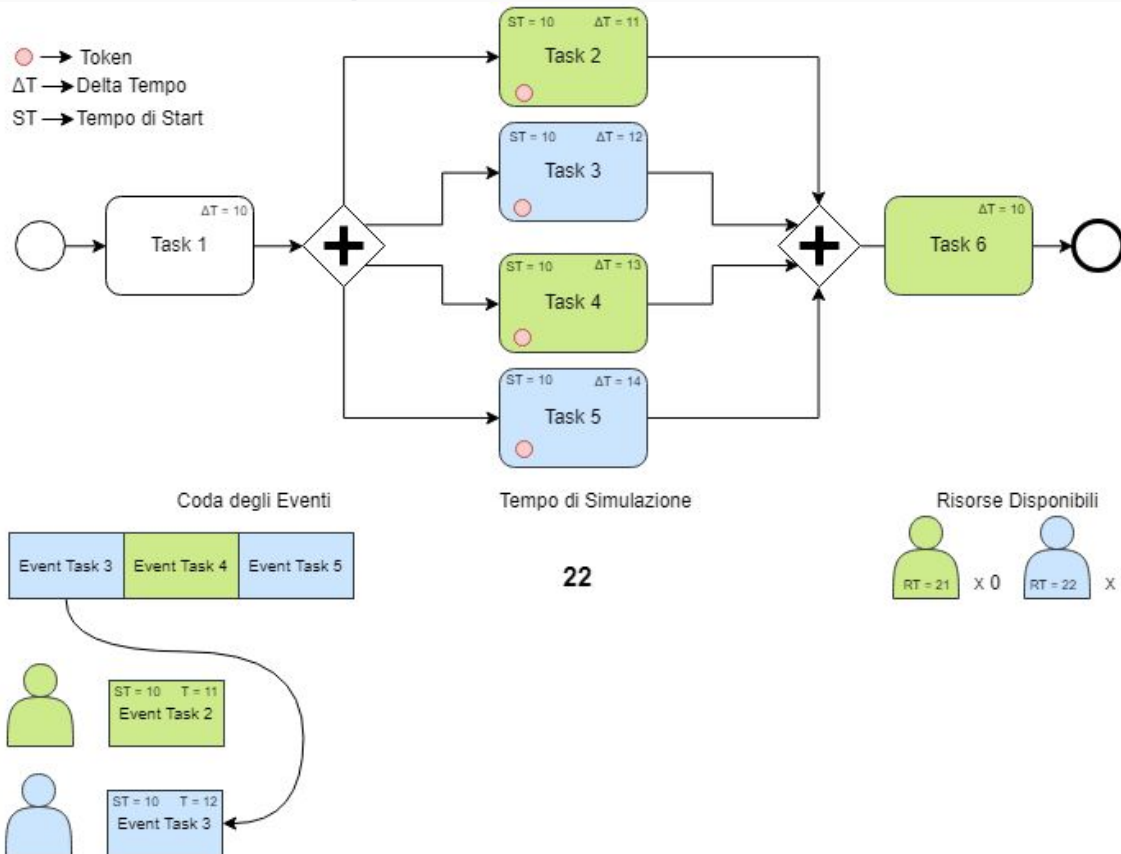 Token
ΔT Delta Tempo
ST Tempo di Start
ST = 10 ΔT = 11
Task 2
ST = 10 ΔT = 12
Task 3
ΔT = 10
Task 1
ST = 10 ΔT = 13
Task 4
ST = 10 ΔT = 14
Task 5
ΔT = 10
Task 6
Coda degli Eventi
Event Task 3 Event Task 4 Event Task 5
Tempo di Simulazione
22
Risorse Disponibili
RT = 21 x 0 RT = 22 x
ST = 10 T = 11
Event Task 2
ST = 10 T = 12
Event Task 3